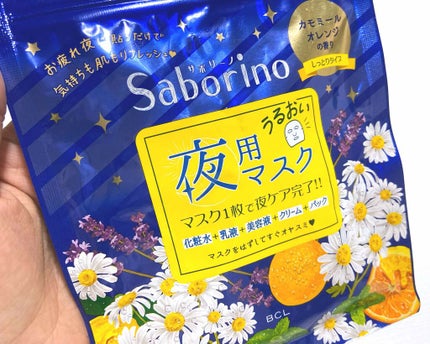 お疲れ夜に貼るだけで
気持ちも肌もリフレッシュ♥
サボリーノ
Saborino
カモミール
オレンジ
の香り
しっとりタイプ
うるおい
夜用マスク
マスク1枚で夜ケア完了!!
化粧水+乳液+美容液+クリーム+パック
マスクをはずしてすぐオヤスミ♥
BCL